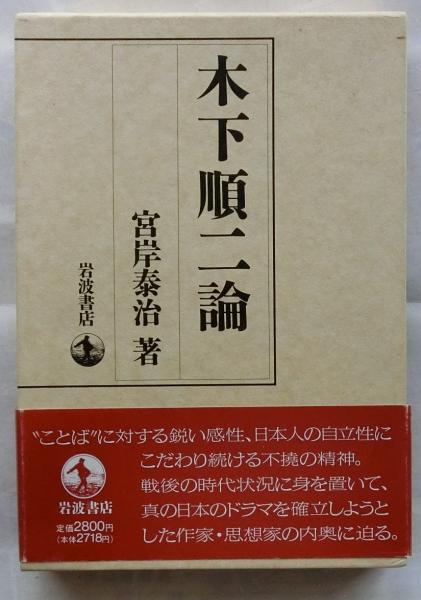 木下順二論
宮岸泰治 著
岩波書店
“ことば”に対する鋭い感性、日本人の自立性に
こだわり続ける不撓の精神。
戦後の時代状況に身を置いて、
真の日本のドラマを確立しようと
した作家・思想家の内奥に迫る。
岩波書店
定価2800円
(本体2718円)